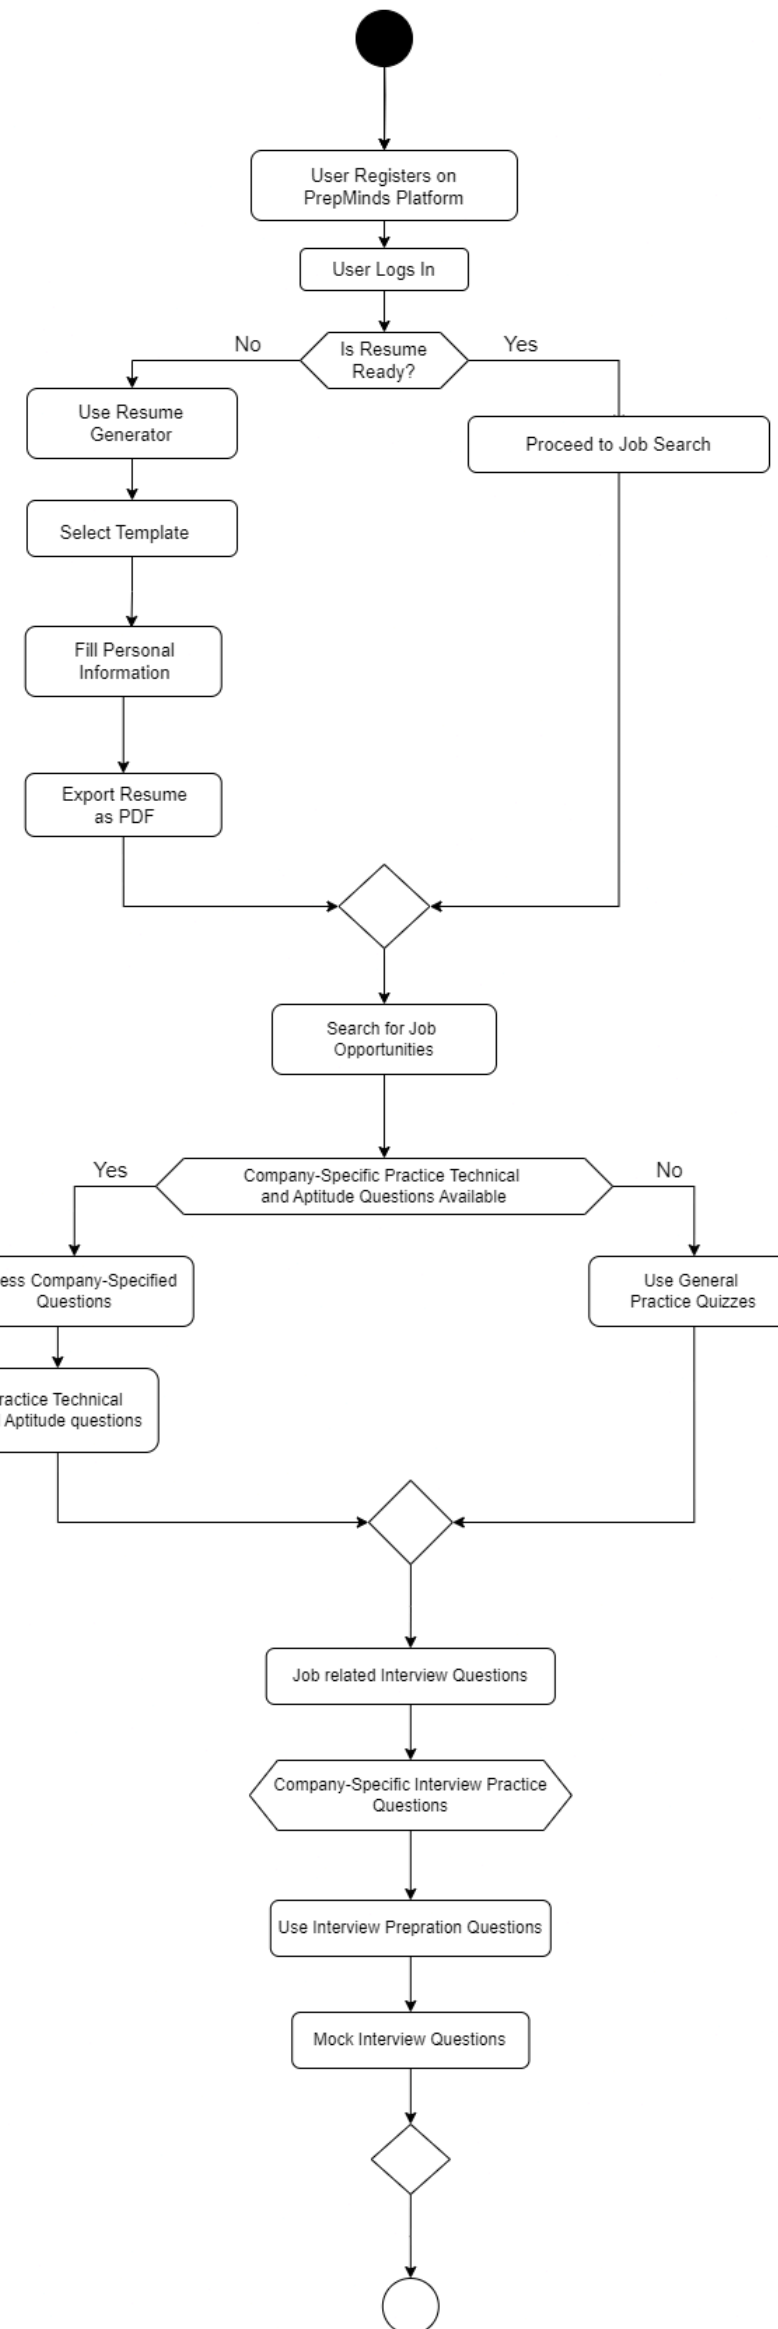 User Registers on
PrepMinds Platform
User Logs In
No
Is Resume
Ready?
Yes
Use Resume
Generator
Proceed to Job Search
Select Template
Fill Personal
Information
Export Resume
as PDF
Search for Job
Opportunities
Yes
Company-Specific Practice Technical
and Aptitude Questions Available
No
Company-Specified
Questions
Use General
Practice Quizzes
Technical
Aptitude questions
Job related Interview Questions
Company-Specific Interview Practice
Questions
Use Interview Prepration Questions
Mock Interview Questions